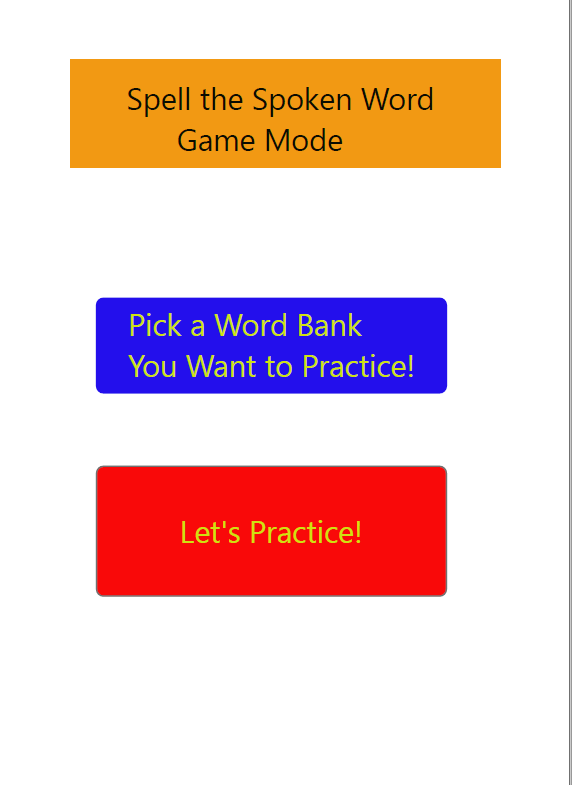 Spell the Spoken Word
Game Mode
Pick a Word Bank
You Want to Practice!
Let's Practice!